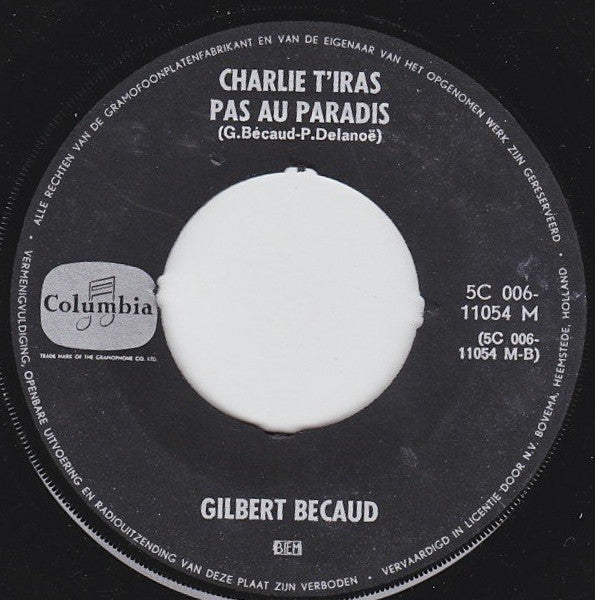 • ALLE RECHTEN VAN DE GRAMOFOONPLATENFABRIKANT EN VAN DE EIGENAAR VAN HET OPGENOMEN WERK ZIJN GERESERVEERD
CHARLIE T'IRAS
PAS AU PARADIS
(G.Bécaud-P.Delanoë)
Columbia
TRADE MARK OF THE GRAMOPHONE CO. LTD.
5C 006-
11054 M
(5C 006-
11054 M-B)
GILBERT BECAUD
BIEM
• VERMENIGVULDIGING, OPENBARE UITVOERING EN RADIOUITZENDING VAN DEZE PLAAT ZIJN VERBODEN • VERVAARDIGD IN LICENTIE DOOR N.V. BOVEMA, HEEMSTEDE, HOLLAND •